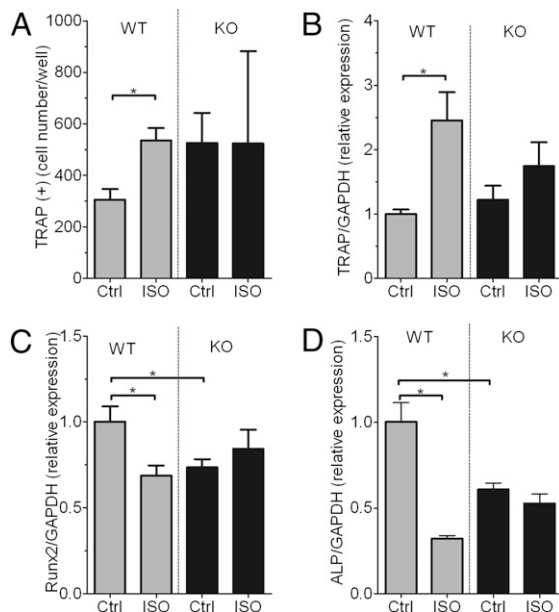 A
TRAP (+) (cell number/well)
1000
800
600
400
200
0
WT
KO
*
Ctrl
ISO
Ctrl
ISO
B
TRAP/GAPDH (relative expression)
4
3
2
1
0
WT
KO
*
Ctrl
ISO
Ctrl
ISO
C
Runx2/GAPDH (relative expression)
1.5
1.0
0.5
0.0
WT
KO
*
*
Ctrl
ISO
Ctrl
ISO
D
ALP/GAPDH (relative expression)
1.5
1.0
0.5
0.0
WT
KO
*
*
Ctrl
ISO
Ctrl
ISO